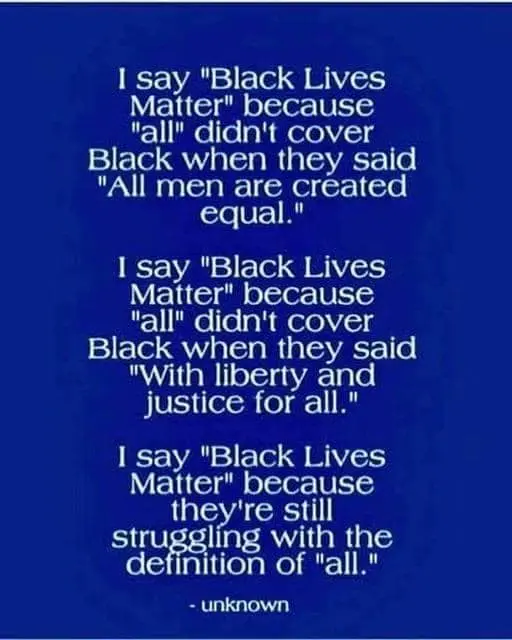 I say "Black Lives
Matter" because
"all" didn't cover
Black when they said
"All men are created
equal."
I say "Black Lives
Matter" because
"all" didn't cover
Black when they said
"With liberty and
justice for all."
I say "Black Lives
Matter" because
they're still
struggling with the
definition of "all."
- unknown